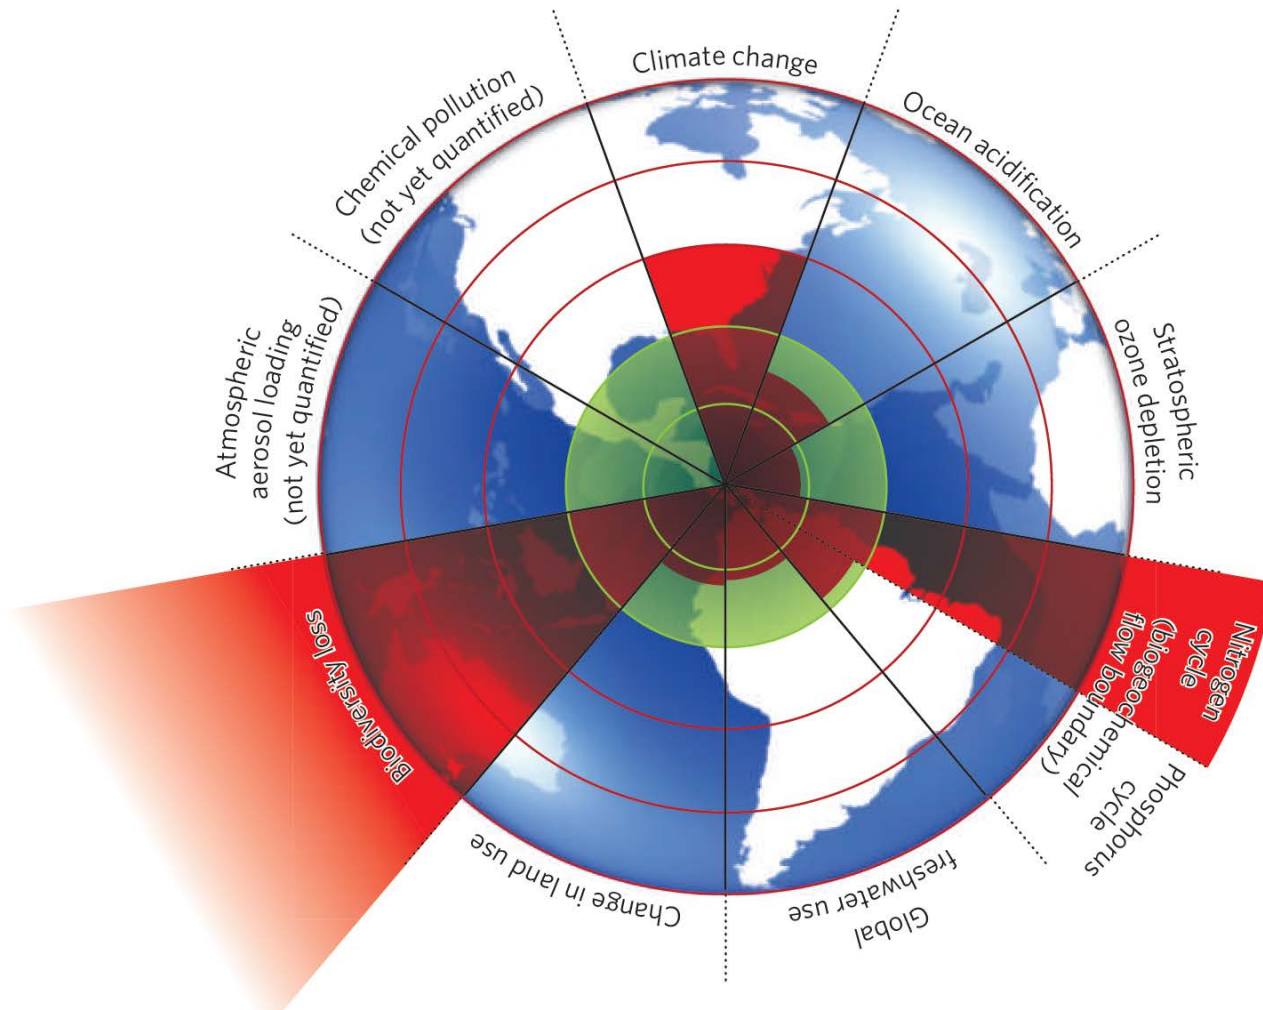 Climate change
Ocean acidification
Stratospheric
ozone depletion
Nitrogen
cycle
(biogeochemical
flow boundary)
Phosphorus
cycle
Global
freshwater use
Change in land use
Biodiversity loss
Atmospheric
aerosol loading
(not yet quantified)
Chemical pollution
(not yet quantified)